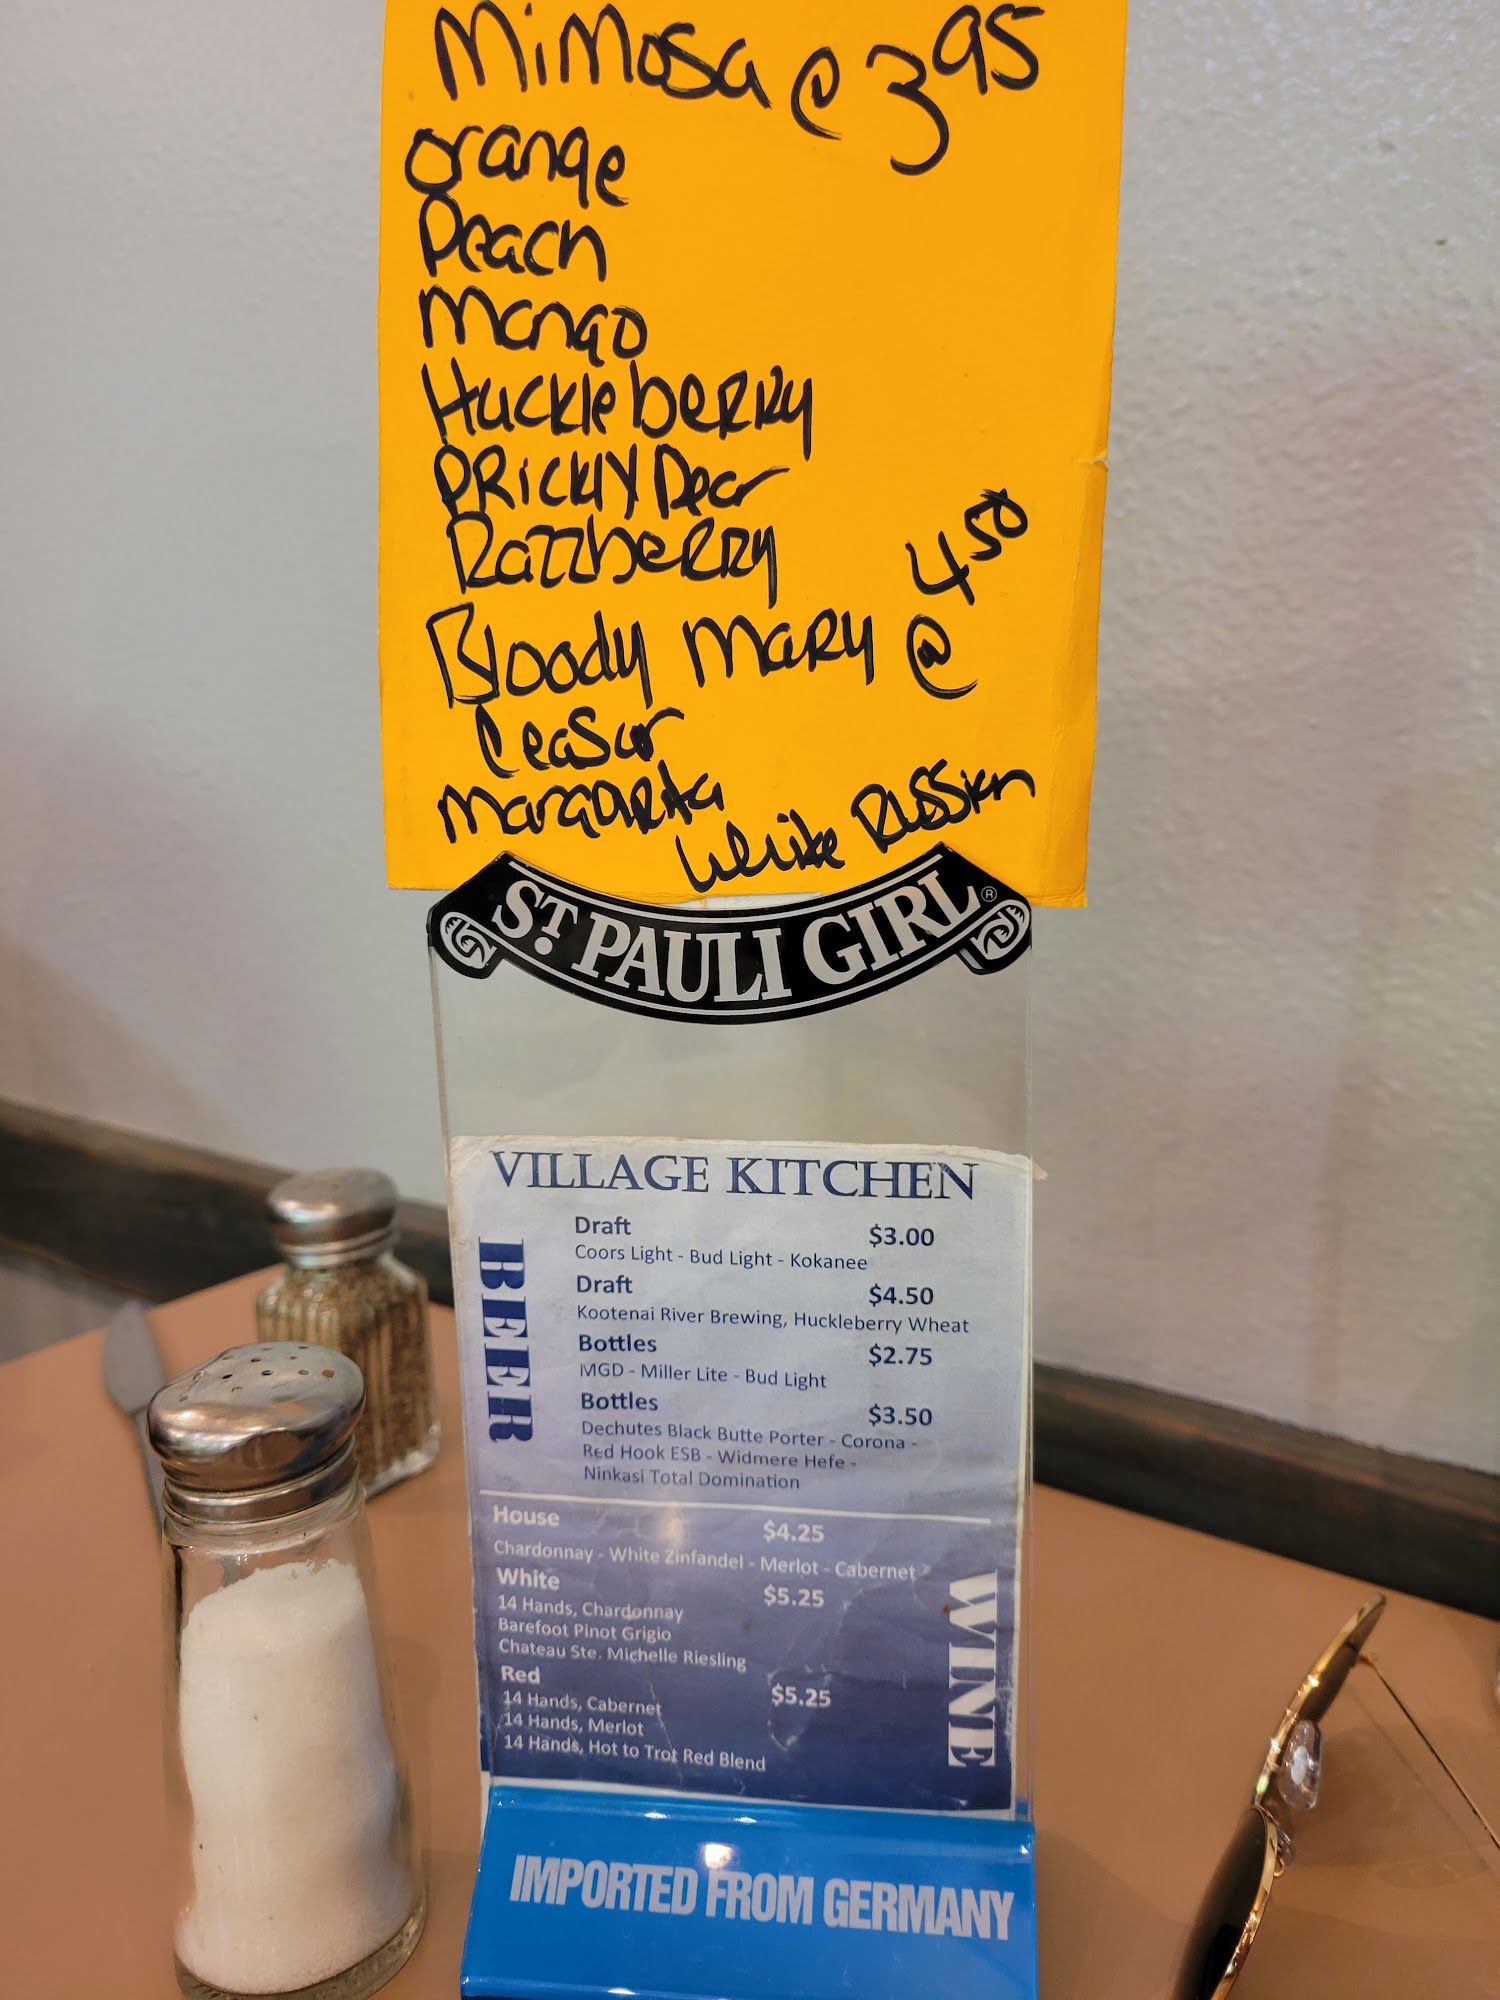 Mimosa @ 3 95
orange
Peach
Mango
Huckleberry
PRickly Pear
Razzberry
Bloody Mary @ 4 50
Ceasar
Margarita
White Russian
ST. PAULI GIRL®
VILLAGE KITCHEN
BEER
Draft $3.00
Coors Light - Bud Light - Kokanee
Draft $4.50
Kootenai River Brewing, Huckleberry Wheat
Bottles $2.75
MGD - Miller Lite - Bud Light
Bottles $3.50
Dechutes Black Butte Porter - Corona -
Red Hook ESB - Widmere Hefe -
Ninkasi Total Domination
WINE
House $4.25
Chardonnay - White Zinfandel - Merlot - Cabernet
White $5.25
14 Hands, Chardonnay
Barefoot Pinot Grigio
Chateau Ste. Michelle Riesling
Red $5.25
14 Hands, Cabernet
14 Hands, Merlot
14 Hands, Hot to Trot Red Blend
IMPORTED FROM GERMANY